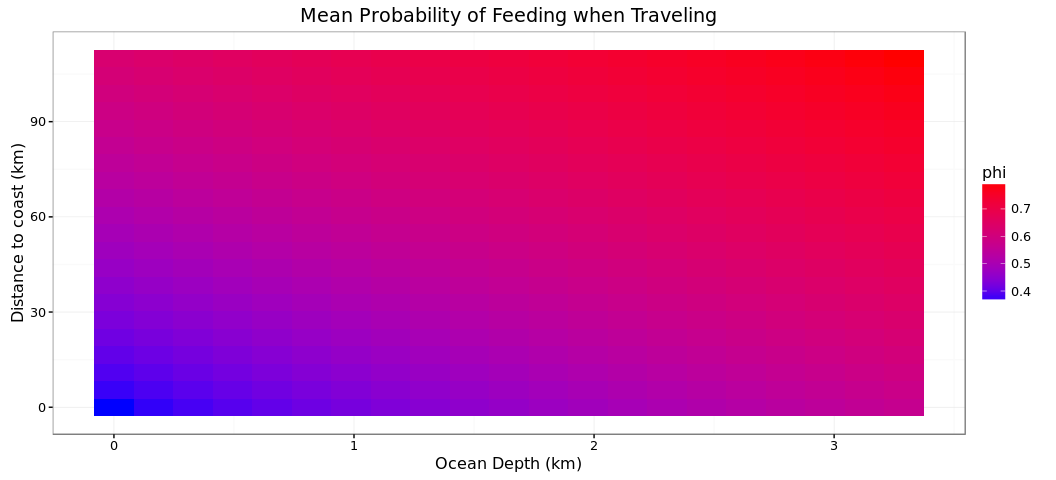 Mean Probability of Feeding when Traveling
Distance to coast (km)
90
60
30
0
0 1 2 3
Ocean Depth (km)
phi
0.7
0.6
0.5
0.4